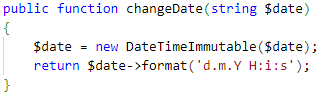 public function changeDate(string $date)
{
    $date = new DateTimeImmutable($date);
    return $date->format('d.m.Y H:i:s');
}